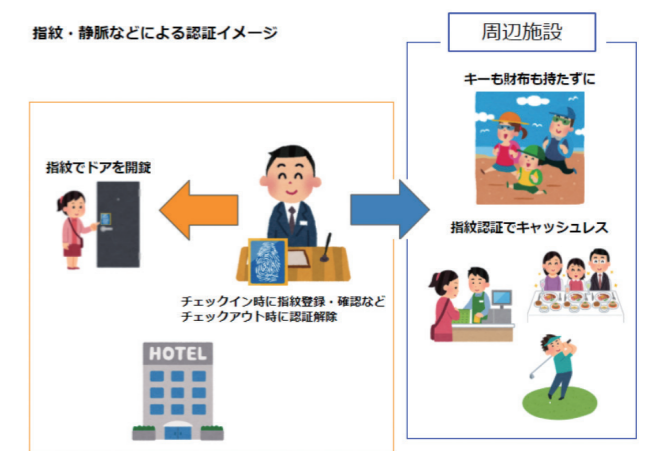 指紋・静脈などによる認証イメージ
周辺施設
キーも財布も持たずに
指紋でドアを開錠
指紋認証でキャッシュレス
チェックイン時に指紋登録・確認など
チェックアウト時に認証解除
HOTEL